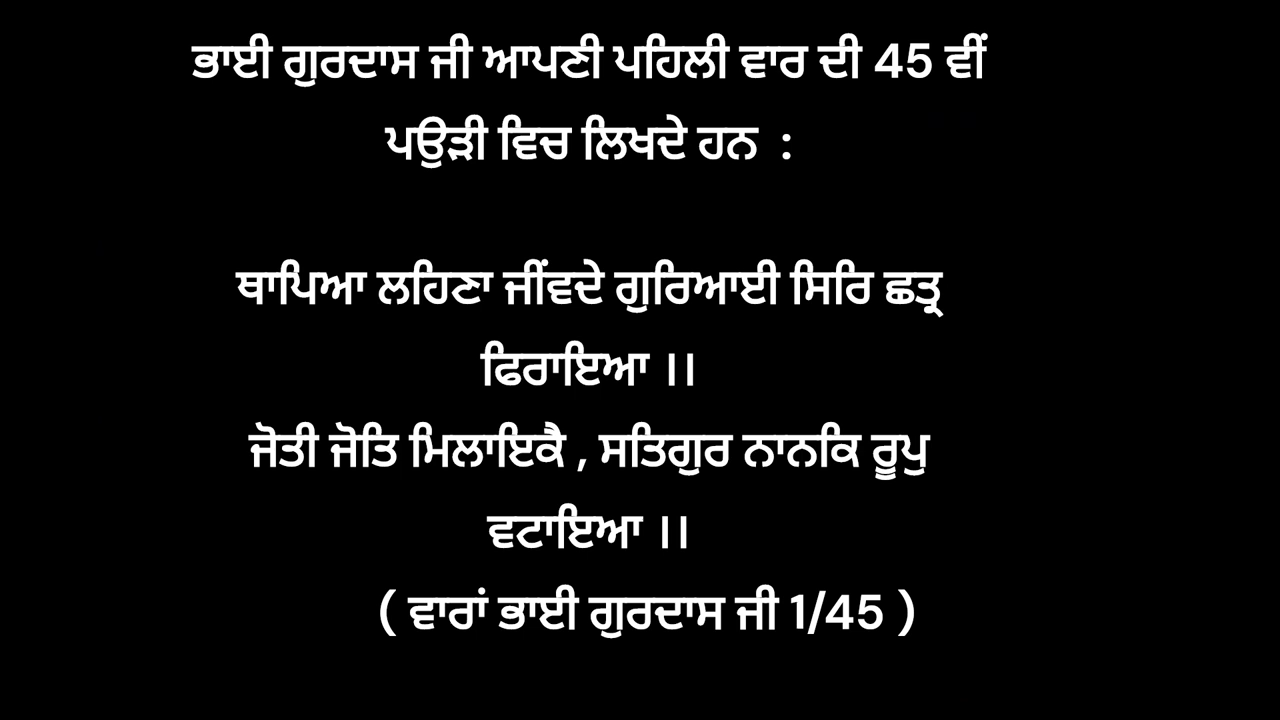 ਭਾਈ ਗੁਰਦਾਸ ਜੀ ਆਪਣੀ ਪਹਿਲੀ ਵਾਰ ਦੀ 45 ਵੀਂ
ਪਉੜੀ ਵਿਚ ਲਿਖਦੇ ਹਨ :
ਥਾਪਿਆ ਲਹਿਣਾ ਜੀਂਵਦੇ ਗੁਰਿਆਈ ਸਿਰਿ ਛਤ੍ਰ
ਫਿਰਾਇਆ ।।
ਜੋਤੀ ਜੋਤਿ ਮਿਲਾਇਕੈ , ਸਤਿਗੁਰ ਨਾਨਕਿ ਰੂਪੁ
ਵਟਾਇਆ ।।
( ਵਾਰਾਂ ਭਾਈ ਗੁਰਦਾਸ ਜੀ 1/45 )